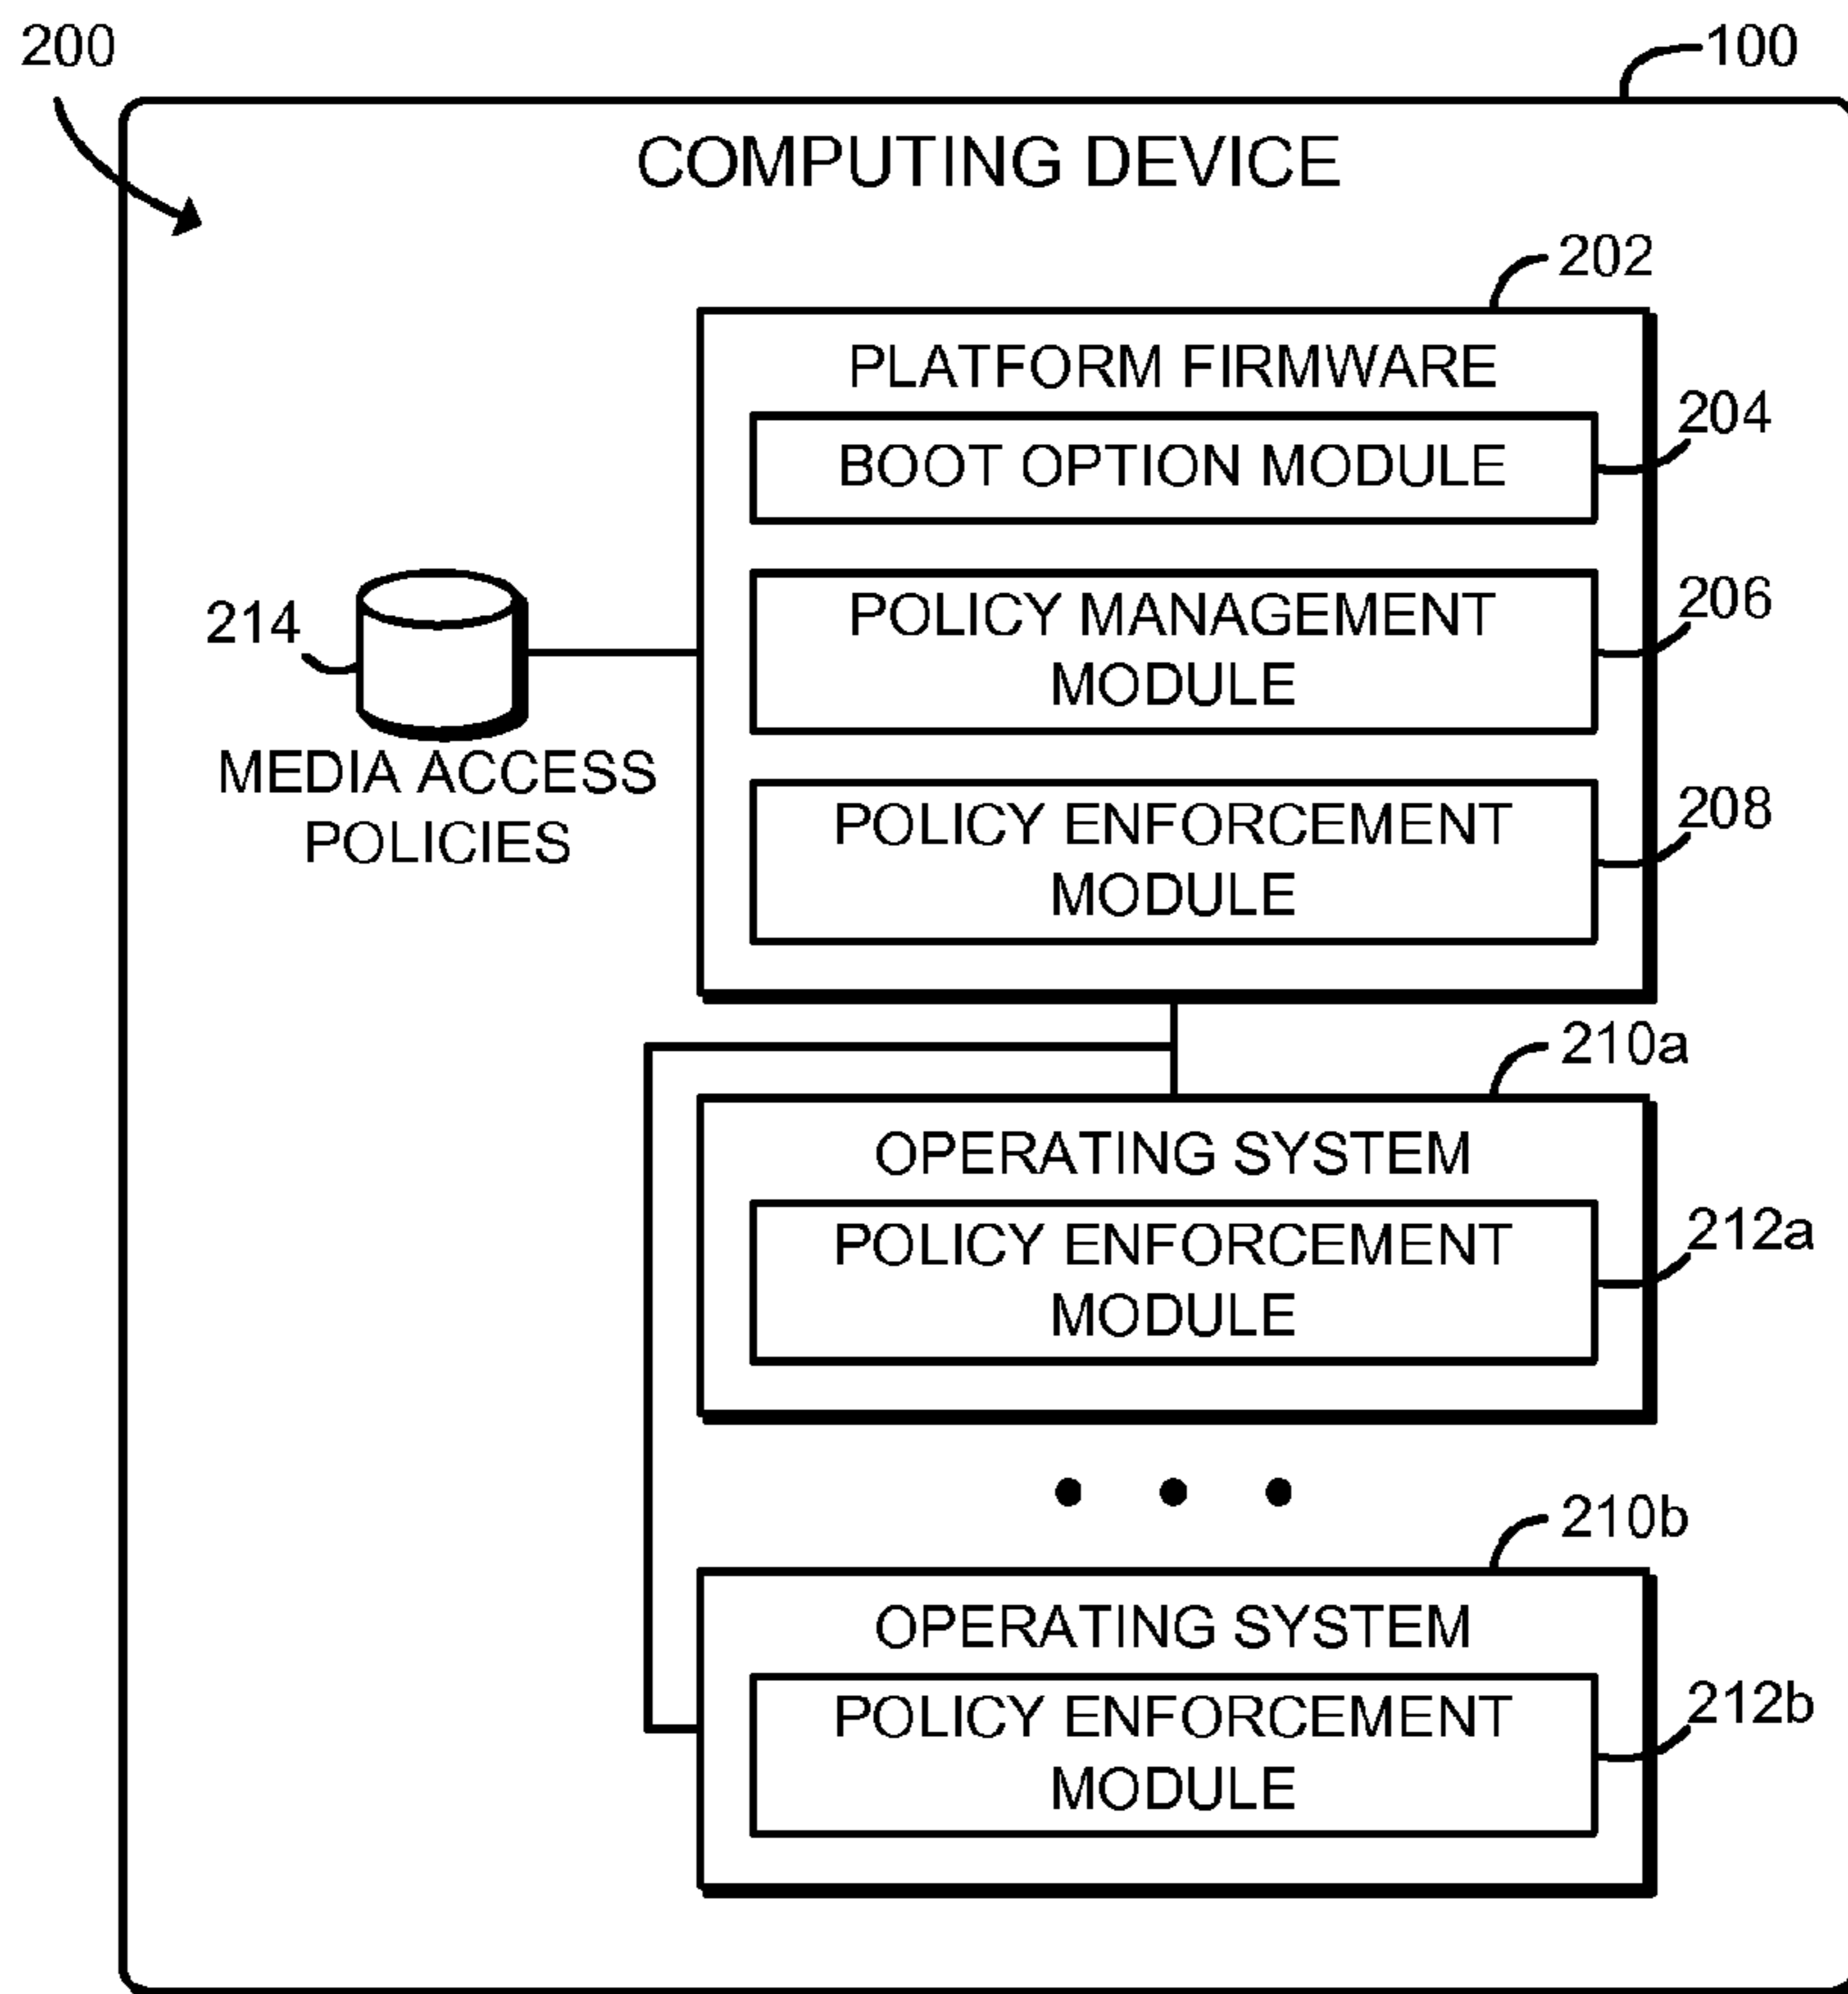 200
100
COMPUTING DEVICE
202
PLATFORM FIRMWARE
204
BOOT OPTION MODULE
206
POLICY MANAGEMENT
MODULE
214
MEDIA ACCESS
POLICIES
208
POLICY ENFORCEMENT
MODULE
210a
OPERATING SYSTEM
212a
POLICY ENFORCEMENT
MODULE
210b
OPERATING SYSTEM
212b
POLICY ENFORCEMENT
MODULE